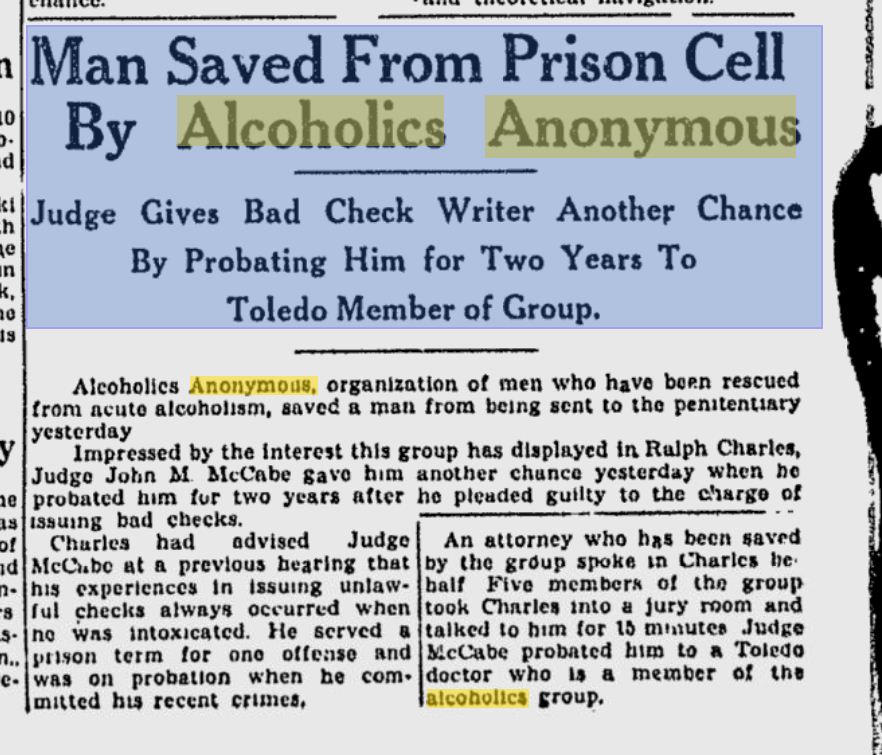 chance.
and theoretical navigation.
Man Saved From Prison Cell
By Alcoholics Anonymous
Judge Gives Bad Check Writer Another Chance
By Probating Him for Two Years To
Toledo Member of Group.
Alcoholics Anonymous, organization of men who have been rescued
from acute alcoholism, saved a man from being sent to the penitentiary
yesterday
Impressed by the interest this group has displayed in Ralph Charles,
Judge John M. McCabe gave him another chance yesterday when he
probated him for two years after he pleaded guilty to the charge of
issuing bad checks.
Charles had advised Judge
McCabe at a previous hearing that
his experiences in issuing unlaw-
ful checks always occurred when
he was intoxicated. He served a
prison term for one offense and
was on probation when he com-
mitted his recent crimes.
An attorney who has been saved
by the group spoke in Charles be-
half Five members of the group
took Charles into a jury room and
talked to him for 15 minutes Judge
McCabe probated him to a Toledo
doctor who is a member of the
alcoholics group.